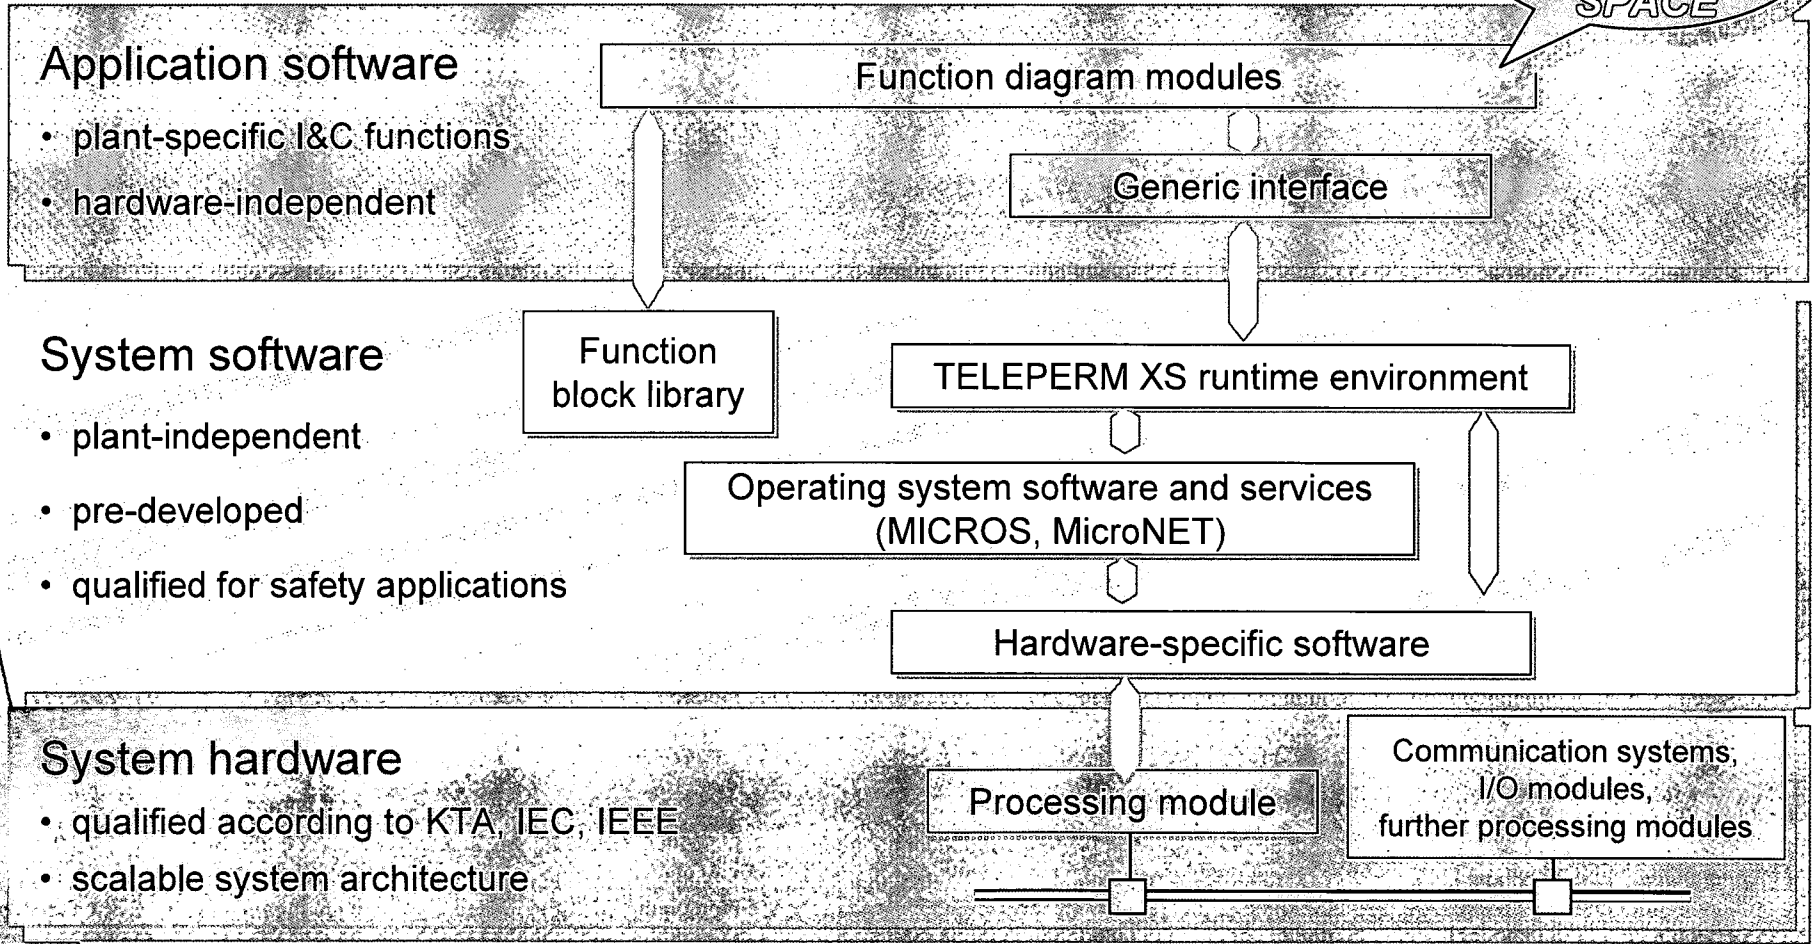 SPACE
Application software
• plant-specific I&C functions
• hardware-independent
Function diagram modules
Generic interface
System software
• plant-independent
• pre-developed
• qualified for safety applications
Function
block library
TELEPERM XS runtime environment
Operating system software and services
(MICROS, MicroNET)
Hardware-specific software
System hardware
• qualified according to KTA, IEC, IEEE
• scalable system architecture
Processing module
Communication systems,
I/O modules,
further processing modules